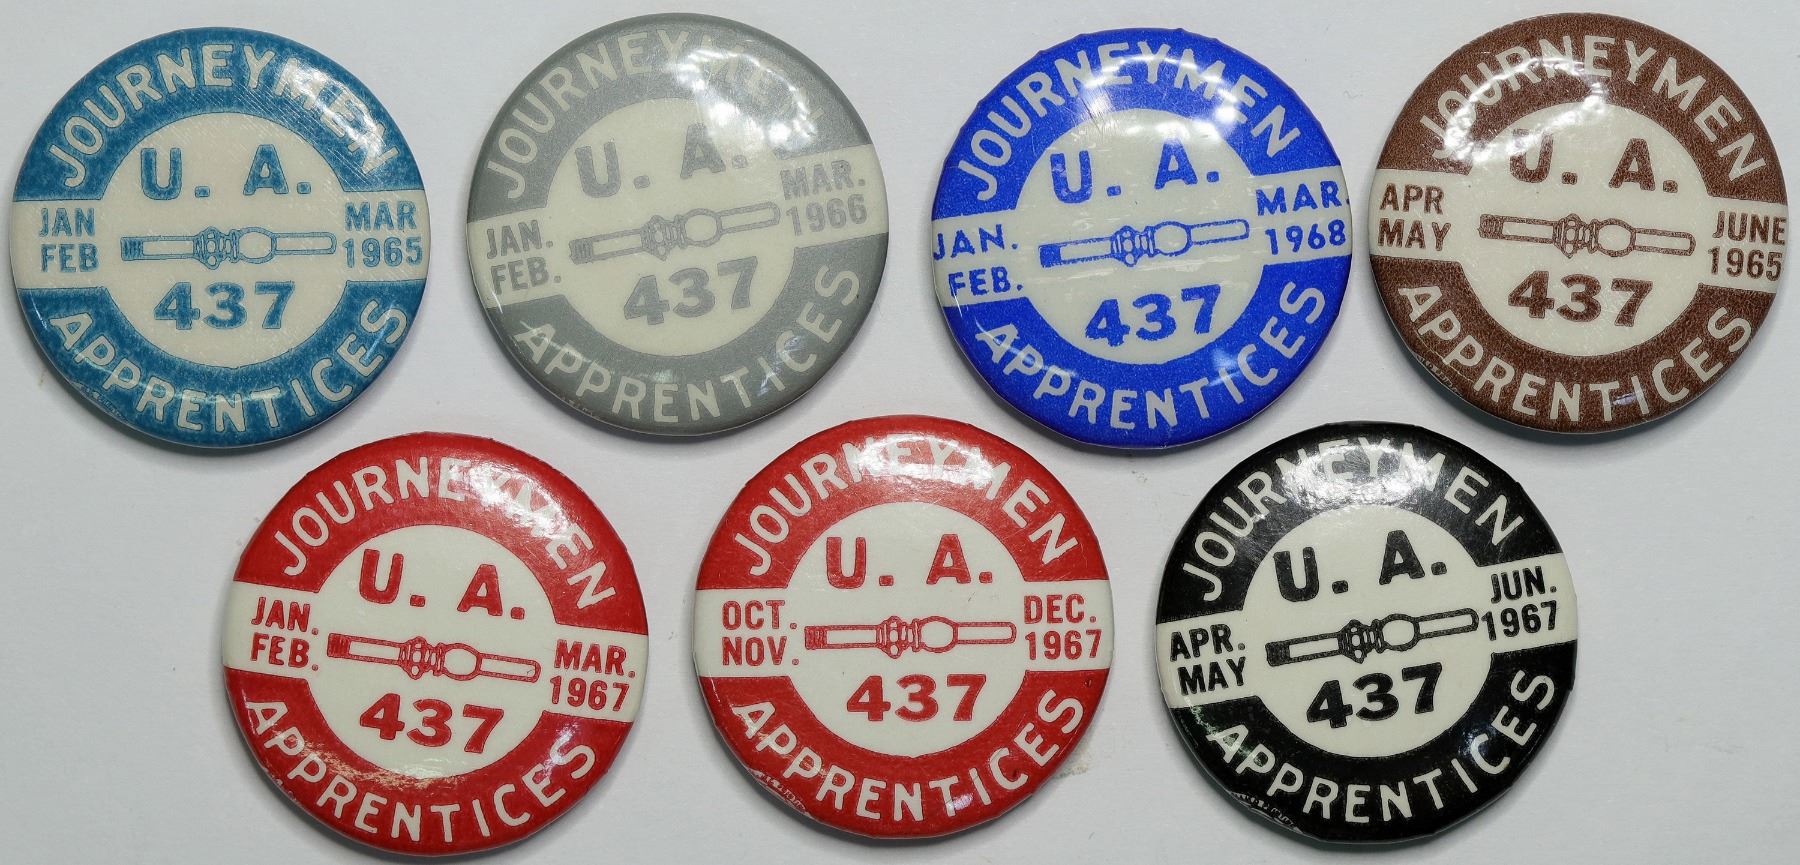 JOURNEYMEN
U. A.
JAN
FEB
MAR
1965
437
APPRENTICES
JOURNEYMEN
U. A.
JAN.
FEB.
MAR.
1966
437
APPRENTICES
JOURNEYMEN
U. A.
JAN.
FEB.
MAR.
1968
437
APPRENTICES
JOURNEYMEN
U. A.
APR
MAY
JUNE
1965
437
APPRENTICES
JOURNEYMEN
U. A.
JAN.
FEB.
MAR.
1967
437
APPRENTICES
JOURNEYMEN
U. A.
OCT.
NOV.
DEC.
1967
437
APPRENTICES
JOURNEYMEN
U. A.
APR.
MAY
JUN.
1967
437
APPRENTICES